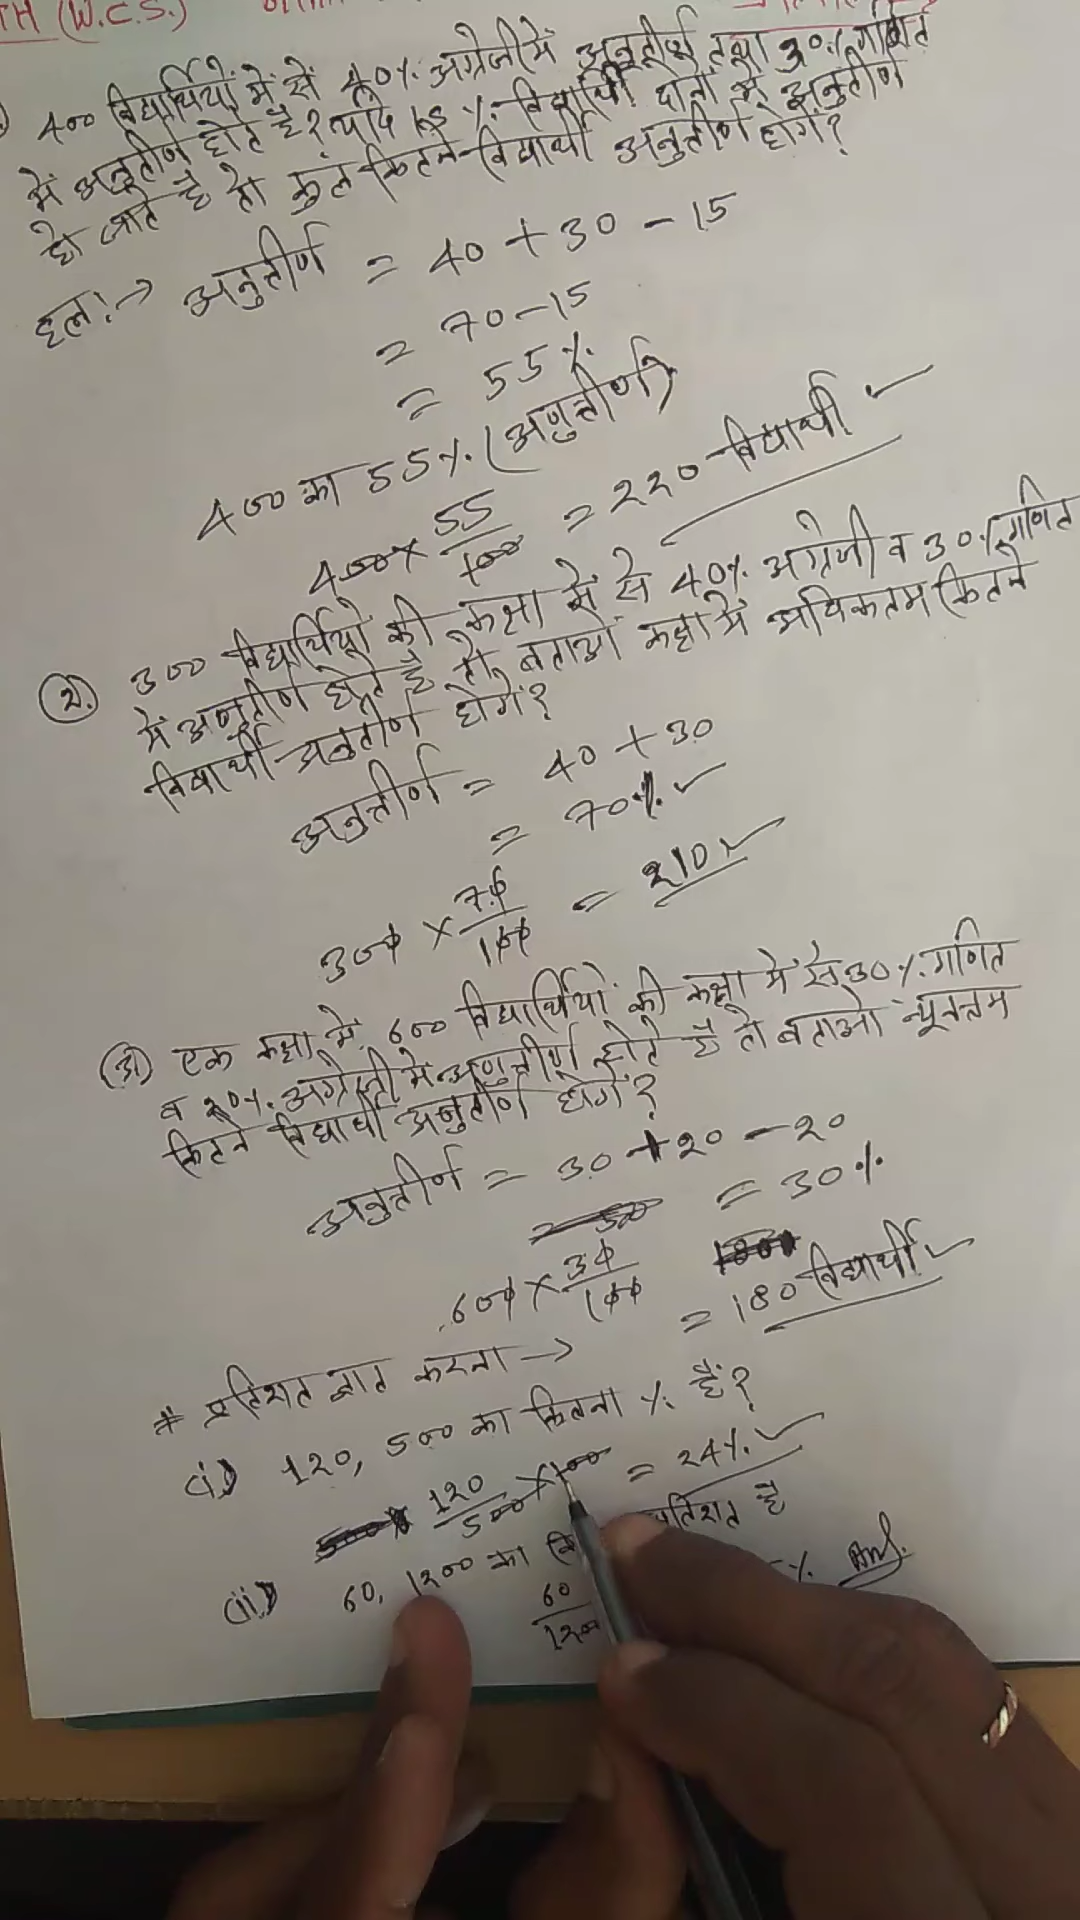 TH (W.C.S.)
400 विद्यार्थियों में से 40% अंग्रेजी में अनुतीर्ण तथा 30% गणित
में अनुतीर्ण होते है? यदि 15% विद्यार्थी दोनों में अनुतीर्ण
हो जाते है तो कुल कितने विद्यार्थी अनुतीर्ण होगें?
हल:→ अनुतीर्ण = 40 + 30 - 15
= 70 - 15
= 55%
400 का 55% (अणुत्तीर्ण)
400 × 55/100 = 220 विद्यार्थी ✓
(2.) 300 विद्यार्थियों की कक्षा में से 40% अंग्रेजी व 30% गणित
में अनुतीर्ण होते है तो बताओ कक्षा में अधिकतम कितने
विद्यार्थी अनुतीर्ण होगें?
अनुत्तीर्ण = 40 + 30
= 70% ✓
300 × 70/100 = 210 ✓
(3) एक कक्षा में 600 विद्यार्थियों की कक्षा में से 30% गणित
व 20% अंग्रेजी में अणुत्तीर्ण होते है तो बताओ न्यूनतम
कितने विद्यार्थी अनुतीर्ण होगें?
अनुत्तीर्ण = 30 + 20 - 20
= 30%
600 × 30/100
= 180 विद्यार्थी ✓
* प्रतिशत ज्ञात करना →
(i) 120, 500 का कितना % हैं?
120/500 × 100 = 24% ✓
(ii) 60, 1200 का प्रतिशत है
60/1200 % Ans.